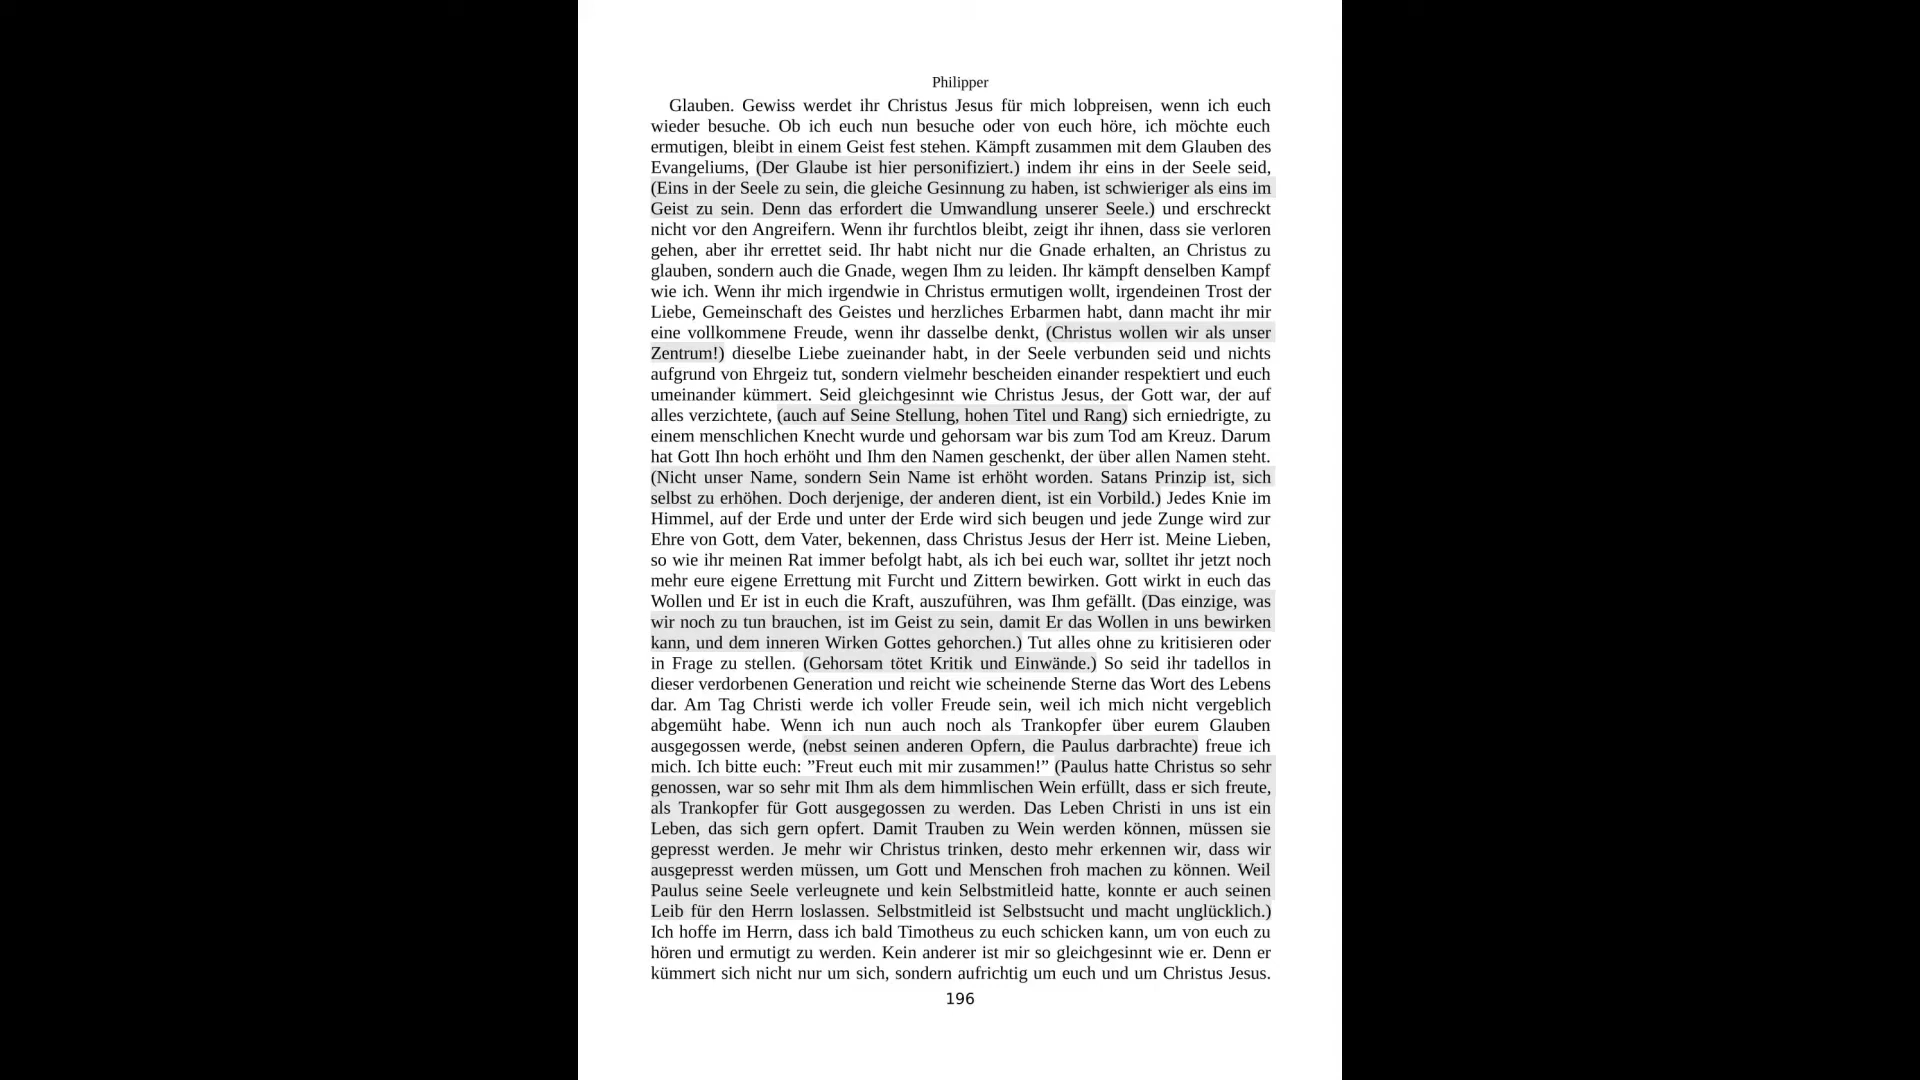 Philipper
Glauben. Gewiss werdet ihr Christus Jesus für mich lobpreisen, wenn ich euch
wieder besuche. Ob ich euch nun besuche oder von euch höre, ich möchte euch
ermutigen, bleibt in einem Geist fest stehen. Kämpft zusammen mit dem Glauben des
Evangeliums, (Der Glaube ist hier personifiziert.) indem ihr eins in der Seele seid,
(Eins in der Seele zu sein, die gleiche Gesinnung zu haben, ist schwieriger als eins im
Geist zu sein. Denn das erfordert die Umwandlung unserer Seele.) und erschreckt
nicht vor den Angreifern. Wenn ihr furchtlos bleibt, zeigt ihr ihnen, dass sie verloren
gehen, aber ihr errettet seid. Ihr habt nicht nur die Gnade erhalten, an Christus zu
glauben, sondern auch die Gnade, wegen Ihm zu leiden. Ihr kämpft denselben Kampf
wie ich. Wenn ihr mich irgendwie in Christus ermutigen wollt, irgendeinen Trost der
Liebe, Gemeinschaft des Geistes und herzliches Erbarmen habt, dann macht ihr mir
eine vollkommene Freude, wenn ihr dasselbe denkt, (Christus wollen wir als unser
Zentrum!) dieselbe Liebe zueinander habt, in der Seele verbunden seid und nichts
aufgrund von Ehrgeiz tut, sondern vielmehr bescheiden einander respektiert und euch
umeinander kümmert. Seid gleichgesinnt wie Christus Jesus, der Gott war, der auf
alles verzichtete, (auch auf Seine Stellung, hohen Titel und Rang) sich erniedrigte, zu
einem menschlichen Knecht wurde und gehorsam war bis zum Tod am Kreuz. Darum
hat Gott Ihn hoch erhöht und Ihm den Namen geschenkt, der über allen Namen steht.
(Nicht unser Name, sondern Sein Name ist erhöht worden. Satans Prinzip ist, sich
selbst zu erhöhen. Doch derjenige, der anderen dient, ist ein Vorbild.) Jedes Knie im
Himmel, auf der Erde und unter der Erde wird sich beugen und jede Zunge wird zur
Ehre von Gott, dem Vater, bekennen, dass Christus Jesus der Herr ist. Meine Lieben,
so wie ihr meinen Rat immer befolgt habt, als ich bei euch war, solltet ihr jetzt noch
mehr eure eigene Errettung mit Furcht und Zittern bewirken. Gott wirkt in euch das
Wollen und Er ist in euch die Kraft, auszuführen, was Ihm gefällt. (Das einzige, was
wir noch zu tun brauchen, ist im Geist zu sein, damit Er das Wollen in uns bewirken
kann, und dem inneren Wirken Gottes gehorchen.) Tut alles ohne zu kritisieren oder
in Frage zu stellen. (Gehorsam tötet Kritik und Einwände.) So seid ihr tadellos in
dieser verdorbenen Generation und reicht wie scheinende Sterne das Wort des Lebens
dar. Am Tag Christi werde ich voller Freude sein, weil ich mich nicht vergeblich
abgemüht habe. Wenn ich nun auch noch als Trankopfer über eurem Glauben
ausgegossen werde, (nebst seinen anderen Opfern, die Paulus darbrachte) freue ich
mich. Ich bitte euch: ”Freut euch mit mir zusammen!” (Paulus hatte Christus so sehr
genossen, war so sehr mit Ihm als dem himmlischen Wein erfüllt, dass er sich freute,
als Trankopfer für Gott ausgegossen zu werden. Das Leben Christi in uns ist ein
Leben, das sich gern opfert. Damit Trauben zu Wein werden können, müssen sie
gepresst werden. Je mehr wir Christus trinken, desto mehr erkennen wir, dass wir
ausgepresst werden müssen, um Gott und Menschen froh machen zu können. Weil
Paulus seine Seele verleugnete und kein Selbstmitleid hatte, konnte er auch seinen
Leib für den Herrn loslassen. Selbstmitleid ist Selbstsucht und macht unglücklich.)
Ich hoffe im Herrn, dass ich bald Timotheus zu euch schicken kann, um von euch zu
hören und ermutigt zu werden. Kein anderer ist mir so gleichgesinnt wie er. Denn er
kümmert sich nicht nur um sich, sondern aufrichtig um euch und um Christus Jesus.
196